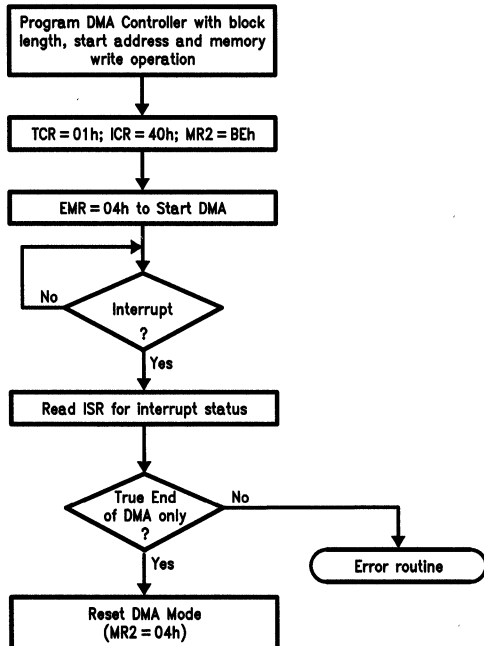 Program DMA Controller with block
length, start address and memory
write operation
TCR = 01h; ICR = 40h; MR2 = BEh
EMR = 04h to Start DMA
No
Interrupt
?
Yes
Read ISR for interrupt status
True End
of DMA only
?
No
Yes
Error routine
Reset DMA Mode
(MR2 = 04h)